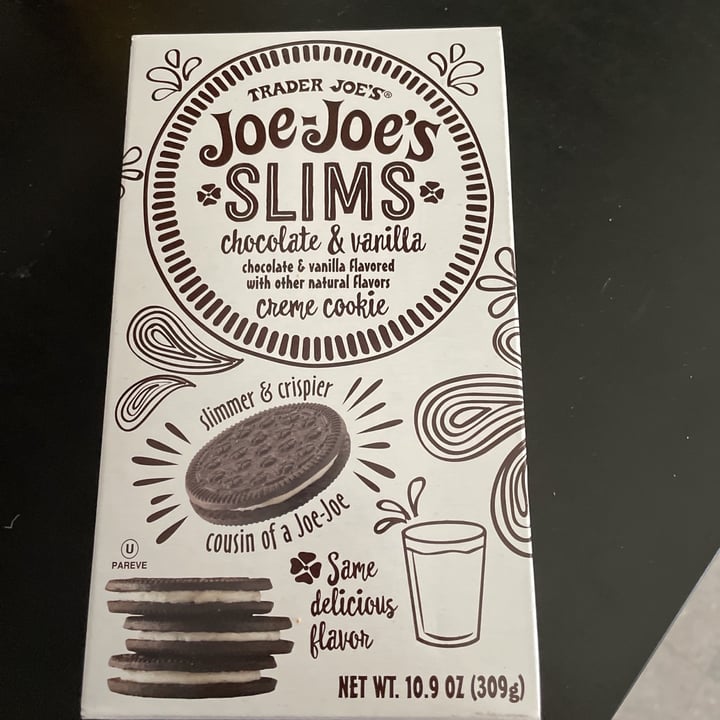 TRADER JOE'S®
Joe-Joe's
SLIMS
chocolate & vanilla
chocolate & vanilla flavored
with other natural flavors
creme cookie
slimmer & crispier
cousin of a Joe-Joe
U
PAREVE
Same
delicious
flavor
NET WT. 10.9 OZ (309g)